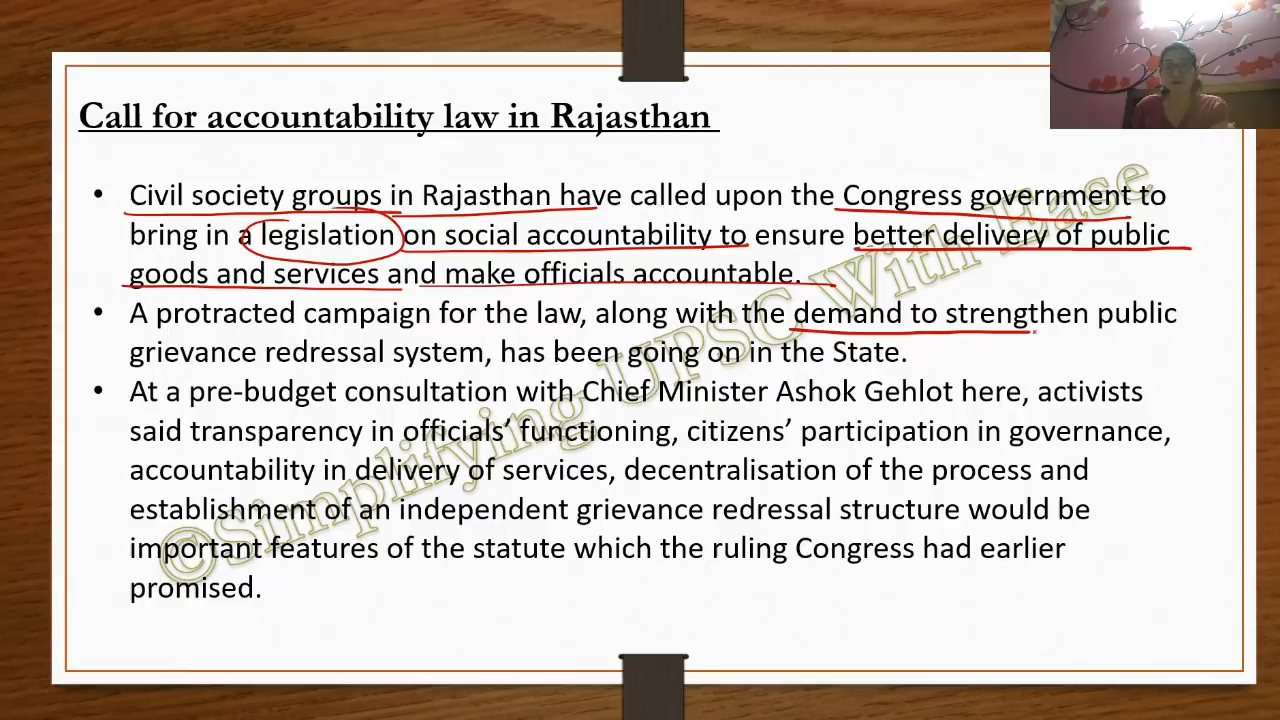 Call for accountability law in Rajasthan
• Civil society groups in Rajasthan have called upon the Congress government to
bring in a legislation on social accountability to ensure better delivery of public
goods and services and make officials accountable.
• A protracted campaign for the law, along with the demand to strengthen public
grievance redressal system, has been going on in the State.
• At a pre-budget consultation with Chief Minister Ashok Gehlot here, activists
said transparency in officials’ functioning, citizens’ participation in governance,
accountability in delivery of services, decentralisation of the process and
establishment of an independent grievance redressal structure would be
important features of the statute which the ruling Congress had earlier
promised.
©Simplifying UPSC With Ease